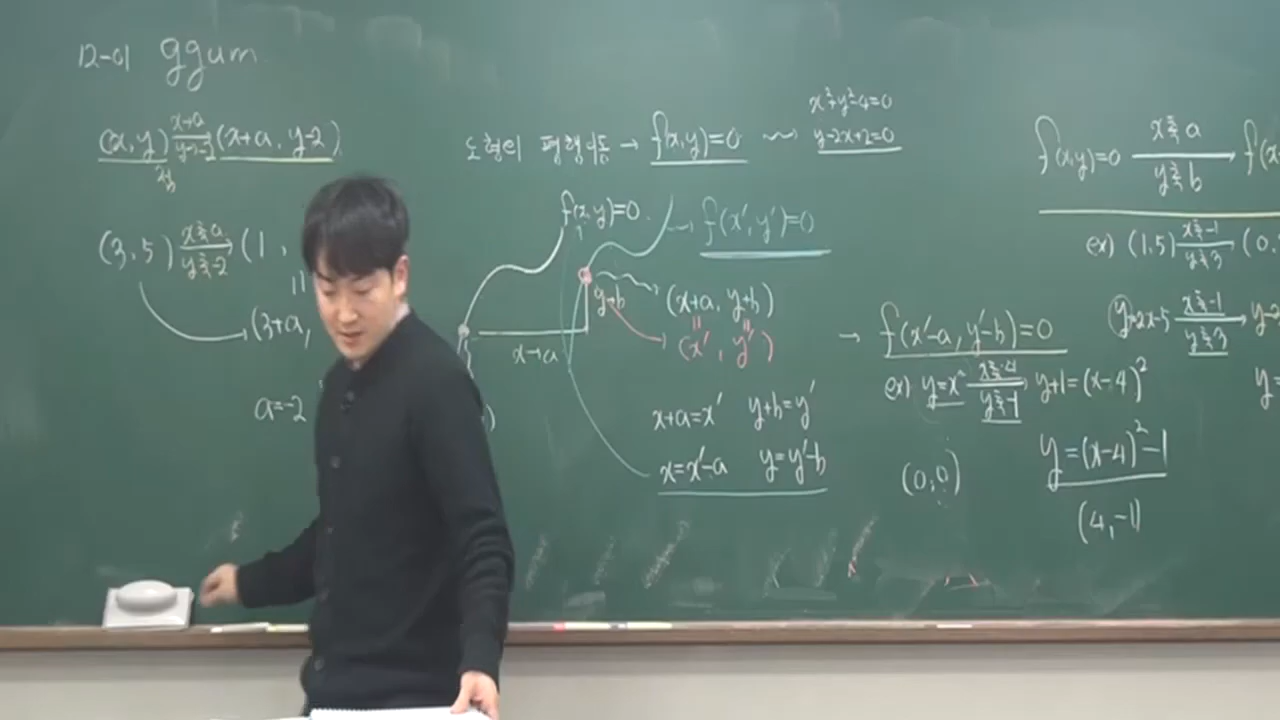 12-01 ggum
(x, y) x→x+a y→y-2 (x+a, y-2)
(3, 5) x축 a y축 -2 (1,
(3+a,
a=-2
도형의 평행이동 → f(x,y)=0
x²+y²-4=0
y-2x+2=0
f(x,y)=0
f(x′,y′)=0
y+b
x→a
(x+a, y+b)
(x′, y′)
x+a=x′ y+b=y′
x=x′-a y=y′-b
→ f(x′-a, y′-b)=0
ex) y=x² x축 4 y축 -1 y+1=(x-4)²
(0,0)
y=(x-4)²-1
(4,-1)
f(x,y)=0 x축 a y축 b
ex) (1,5) x축 -1 y축 3 (0,
y=2x-5 x축 -1 y축 3
y=